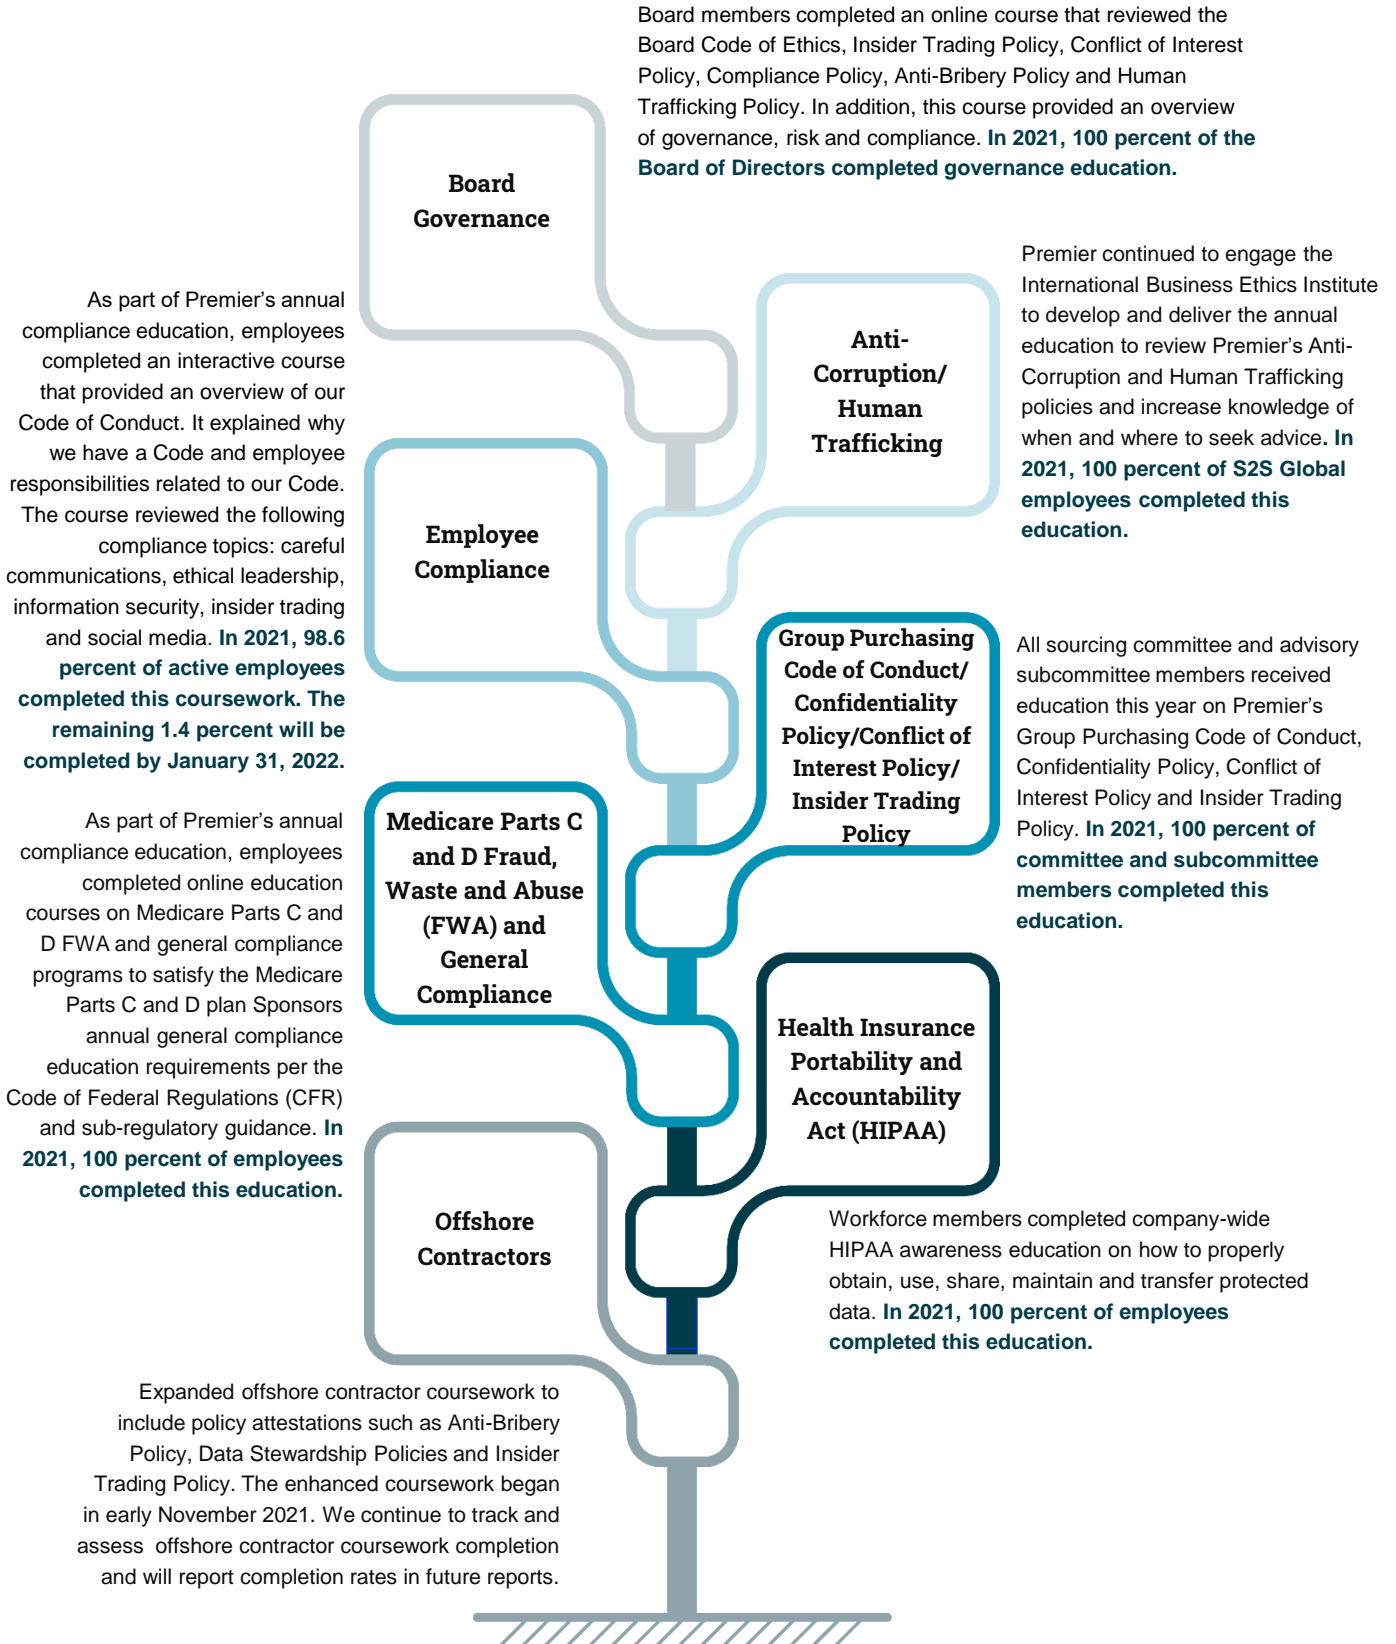 Board members completed an online course that reviewed the
Board Code of Ethics, Insider Trading Policy, Conflict of Interest
Policy, Compliance Policy, Anti-Bribery Policy and Human
Trafficking Policy. In addition, this course provided an overview
of governance, risk and compliance. In 2021, 100 percent of the
Board of Directors completed governance education.
Board
Governance
Premier continued to engage the
International Business Ethics Institute
to develop and deliver the annual
education to review Premier’s Anti-
Corruption and Human Trafficking
policies and increase knowledge of
when and where to seek advice. In
2021, 100 percent of S2S Global
employees completed this
education.
Anti-
Corruption/
Human
Trafficking
As part of Premier’s annual
compliance education, employees
completed an interactive course
that provided an overview of our
Code of Conduct. It explained why
we have a Code and employee
responsibilities related to our Code.
The course reviewed the following
compliance topics: careful
communications, ethical leadership,
information security, insider trading
and social media. In 2021, 98.6
percent of active employees
completed this coursework. The
remaining 1.4 percent will be
completed by January 31, 2022.
Employee
Compliance
Group Purchasing
Code of Conduct/
Confidentiality
Policy/Conflict of
Interest Policy/
Insider Trading
Policy
All sourcing committee and advisory
subcommittee members received
education this year on Premier’s
Group Purchasing Code of Conduct,
Confidentiality Policy, Conflict of
Interest Policy and Insider Trading
Policy. In 2021, 100 percent of
committee and subcommittee
members completed this
education.
As part of Premier’s annual
compliance education, employees
completed online education
courses on Medicare Parts C and
D FWA and general compliance
programs to satisfy the Medicare
Parts C and D plan Sponsors
annual general compliance
education requirements per the
Code of Federal Regulations (CFR)
and sub-regulatory guidance. In
2021, 100 percent of employees
completed this education.
Medicare Parts C
and D Fraud,
Waste and Abuse
(FWA) and
General
Compliance
Health Insurance
Portability and
Accountability
Act (HIPAA)
Workforce members completed company-wide
HIPAA awareness education on how to properly
obtain, use, share, maintain and transfer protected
data. In 2021, 100 percent of employees
completed this education.
Offshore
Contractors
Expanded offshore contractor coursework to
include policy attestations such as Anti-Bribery
Policy, Data Stewardship Policies and Insider
Trading Policy. The enhanced coursework began
in early November 2021. We continue to track and
assess offshore contractor coursework completion
and will report completion rates in future reports.